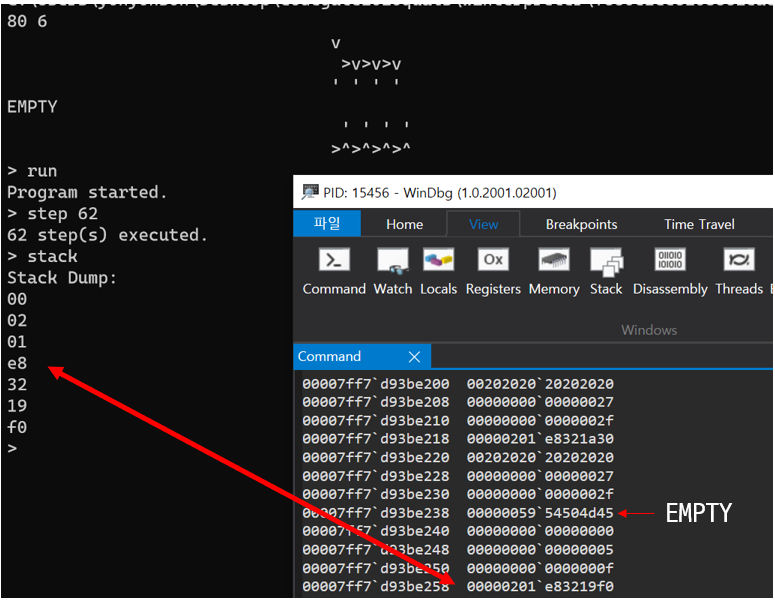 80 6
v
>v>v>v
' ' ' '
EMPTY
' ' ' '
>^>^>^>^
> run
Program started.
> step 62
62 step(s) executed.
> stack
Stack Dump:
00
02
01
e8
32
19
f0
>
PID: 15456 - WinDbg (1.0.2001.02001)
파일 Home View Breakpoints Time Travel
Command Watch Locals Registers Memory Stack Disassembly Threads
Windows
Command
00007ff7`d93be200 00202020`20202020
00007ff7`d93be208 00000000`00000027
00007ff7`d93be210 00000000`0000002f
00007ff7`d93be218 00000201`e8321a30
00007ff7`d93be220 00202020`20202020
00007ff7`d93be228 00000000`00000027
00007ff7`d93be230 00000000`0000002f
00007ff7`d93be238 00000059`54504d45 EMPTY
00007ff7`d93be240 00000000`00000000
00007ff7`d93be248 00000000`00000005
00007ff7`d93be250 00000000`0000000f
00007ff7`d93be258 00000201`e83219f0